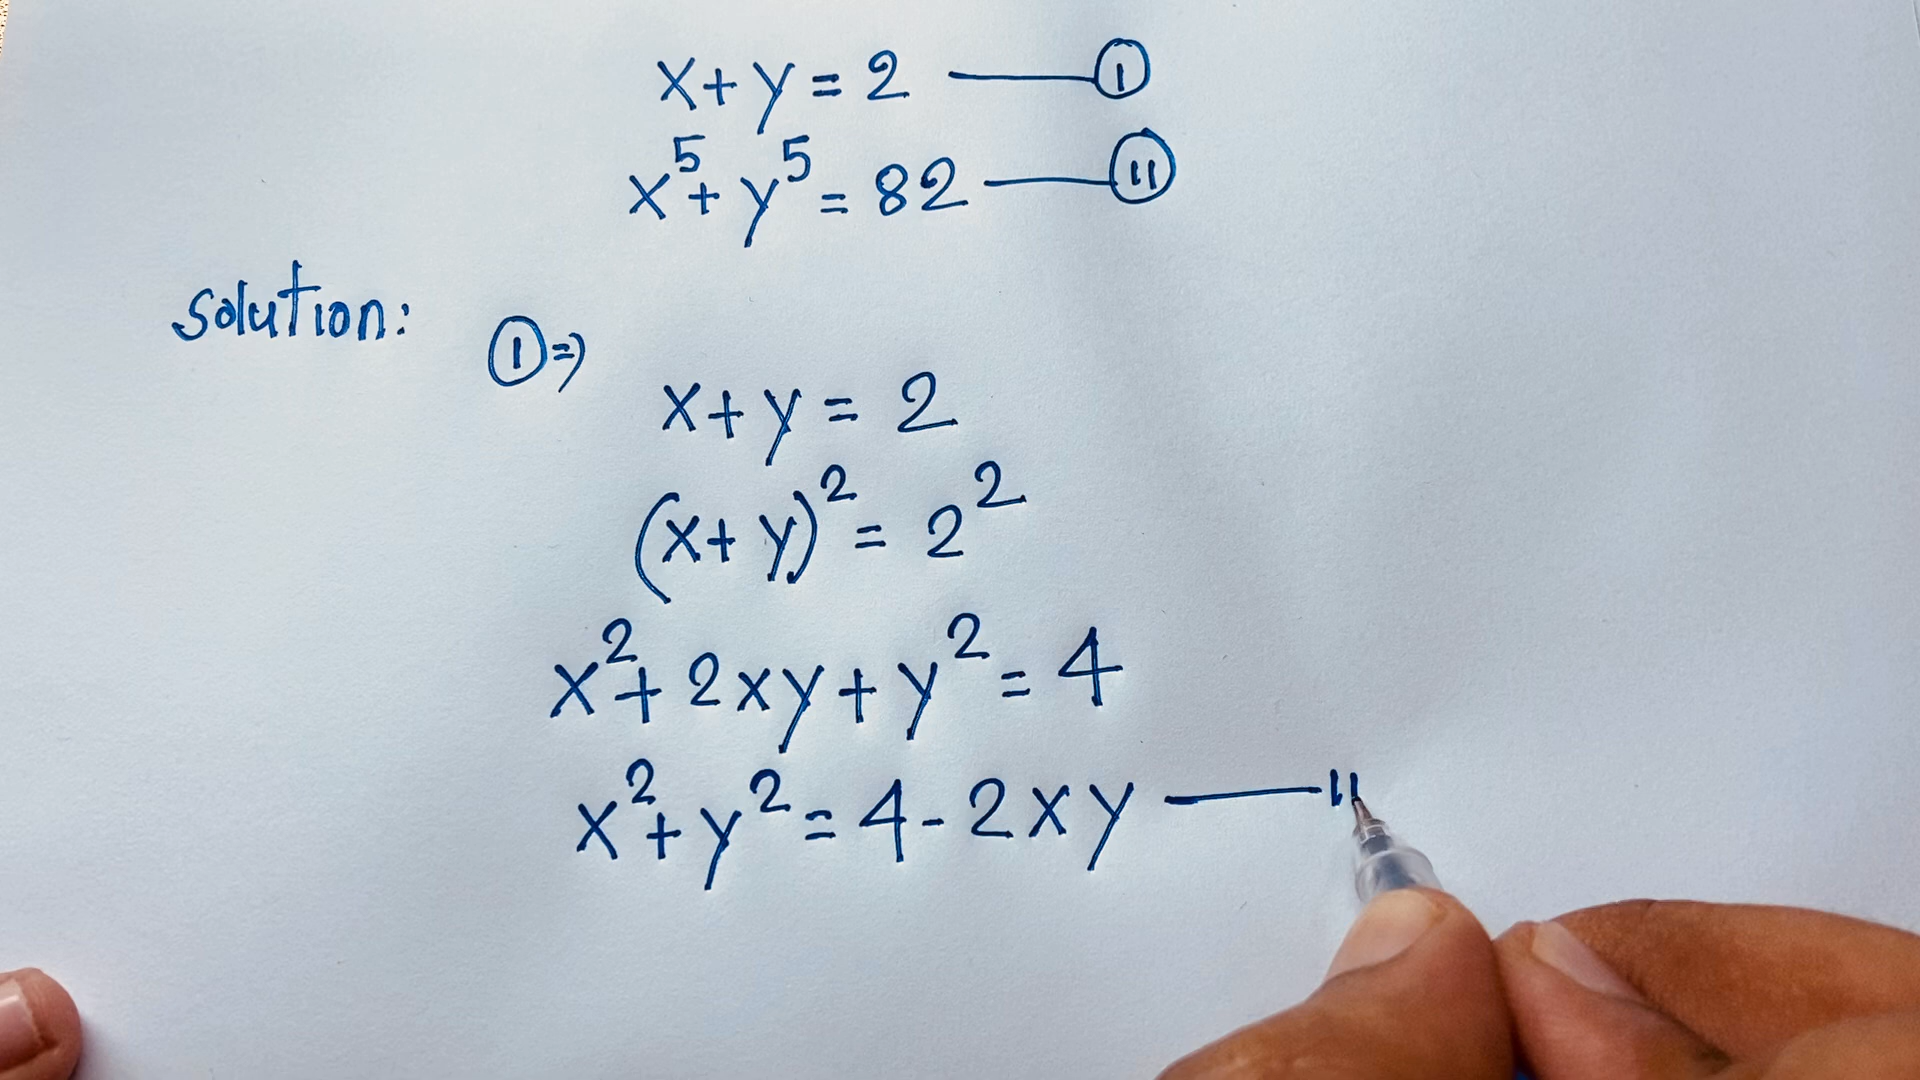 x+y=2 —— ①
x⁵+y⁵=82 —— ⑪
Solution:
①⇒
x+y=2
(x+y)²=2²
x²+2xy+y²=4
x²+y²=4-2xy —— 11